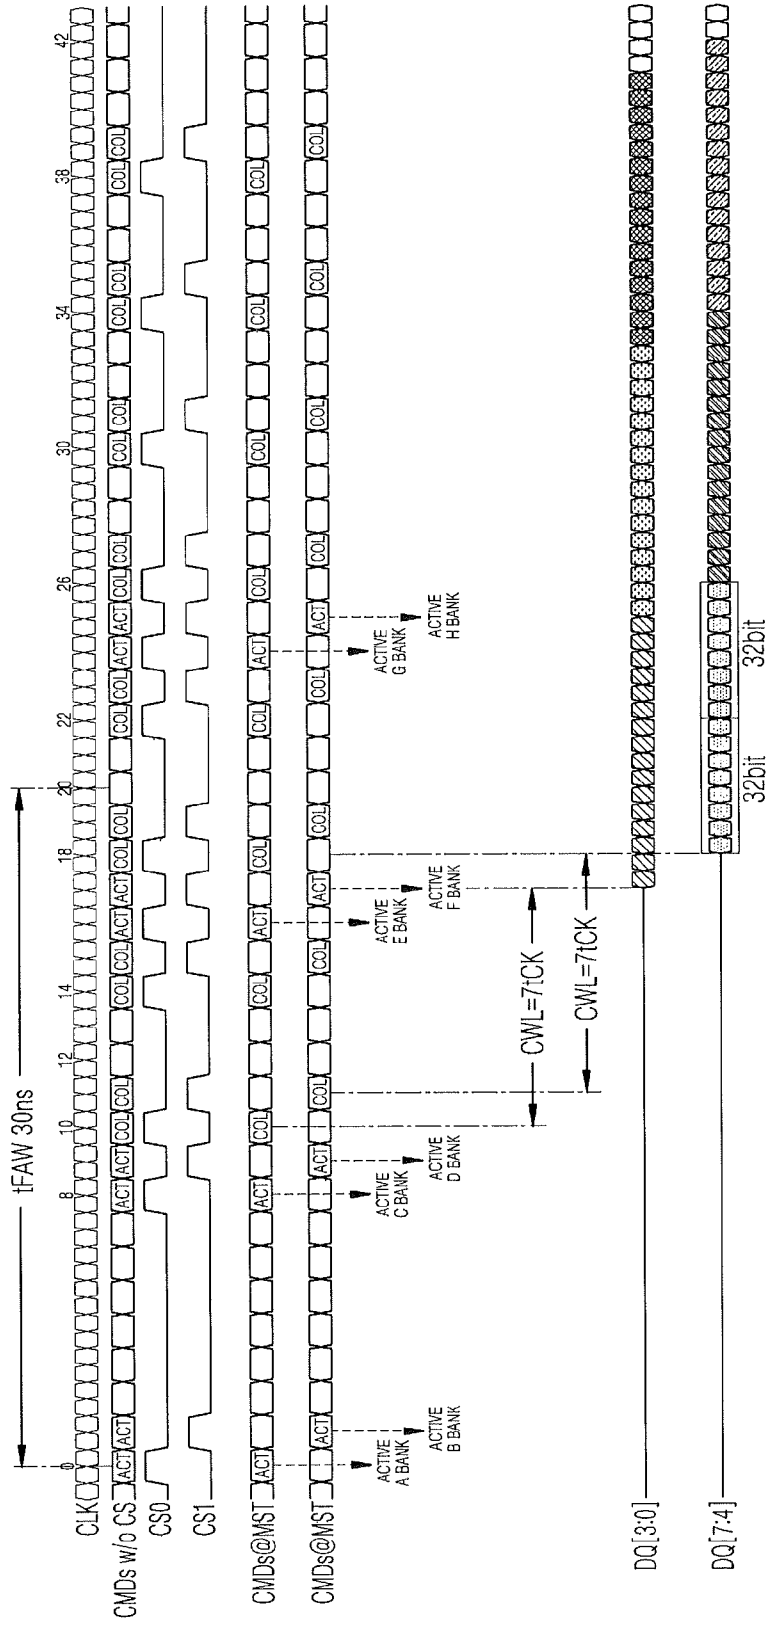 tFAW 30ns
0 8 10 12 14 18 20 22 26 30 34 38 42
CLK
CMDs w/o CS ACT ACT ACT ACT COL COL COL COL ACT ACT COL COL COL COL ACT ACT COL COL COL COL COL COL COL COL
CS0
CS1
CMDs@MST ACT ACT COL COL ACT COL COL ACT COL COL COL COL
CMDs@MST ACT ACT COL COL ACT COL COL ACT COL COL COL COL
ACTIVE
A BANK
ACTIVE
C BANK
ACTIVE
E BANK
ACTIVE
G BANK
ACTIVE
B BANK
ACTIVE
D BANK
ACTIVE
F BANK
ACTIVE
H BANK
CWL=7tCK
CWL=7tCK
DQ[3:0]
DQ[7:4]
32bit 32bit